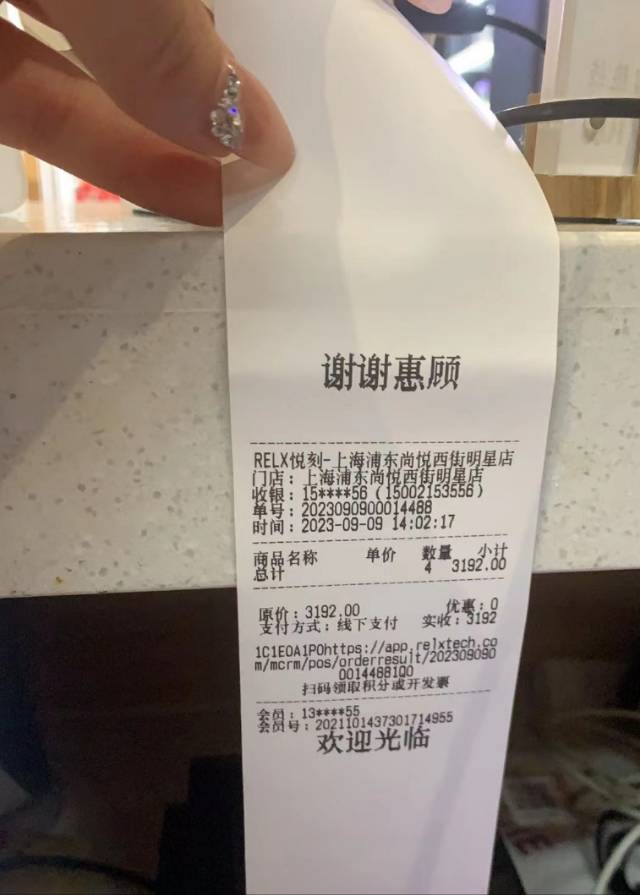 谢谢惠顾
RELX悦刻-上海浦东尚悦西街明星店
门店：上海浦东尚悦西街明星店
收银：15****56（15002153556）
单号：2023090900014488
时间：2023-09-09 14:02:17
商品名称 单价 数量 小计
总计 4 3192.00
原价：3192.00 优惠：0
支付方式：线下支付 实收：3192
1C1E0A1P0https://app.relxtech.co
m/mcrm/pos/orderresult/202309090
0014488100
扫码领取积分或开发票
会员：13****55
会员号：2021101437301714955
欢迎光临